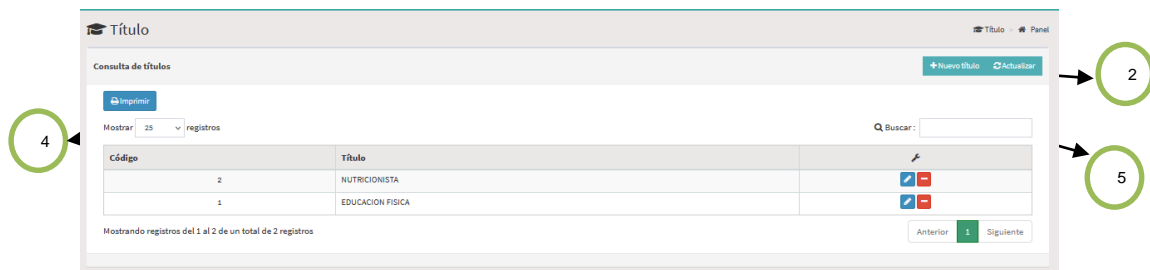 Título
Título > Panel
Consulta de títulos
+Nuevo título Actualizar
2
Imprimir
Mostrar 25 registros
Buscar :
4
Código Título
2 NUTRICIONISTA
5
1 EDUCACION FISICA
Mostrando registros del 1 al 2 de un total de 2 registros
Anterior 1 Siguiente